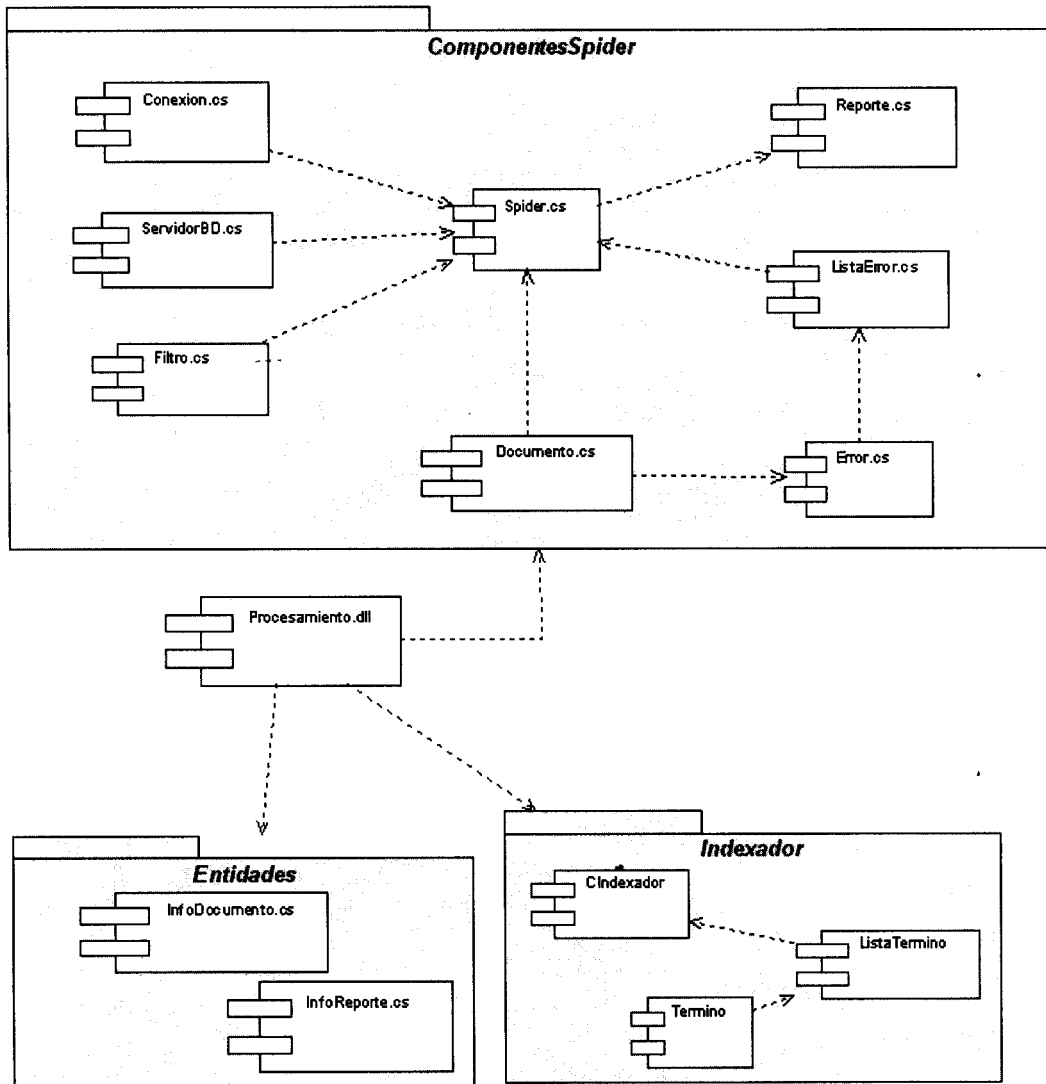 ComponentesSpider
Conexion.cs
Reporte.cs
Spider.cs
ServidorBD.cs
ListaError.cs
Filtro.cs
Documento.cs
Error.cs
Procesamiento.dll
Entidades
InfoDocumento.cs
InfoReporte.cs
Indexador
CIndexador
ListaTermino
Termino